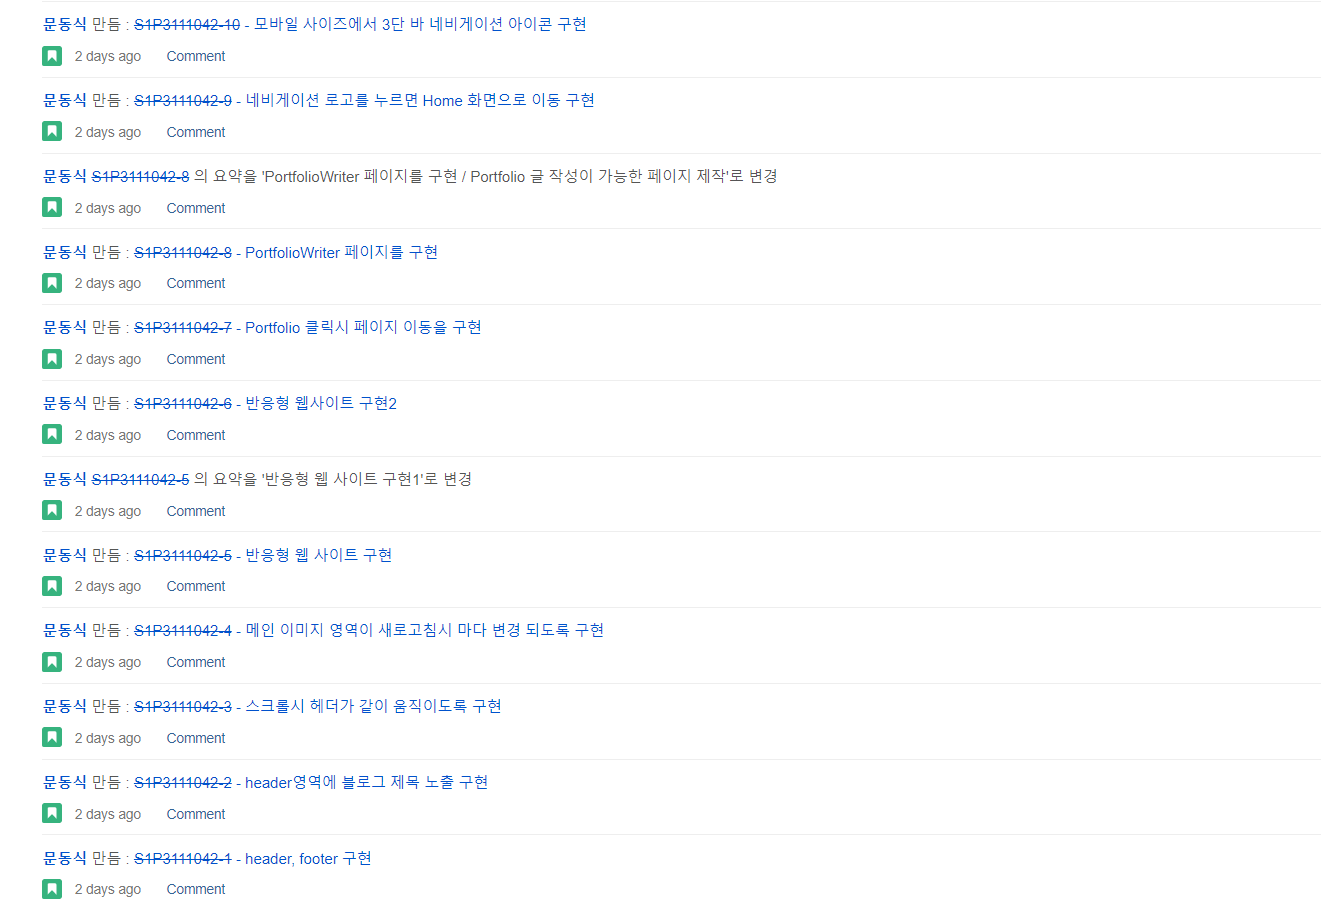 문동식 만듬 : S1P3111042-10 - 모바일 사이즈에서 3단 바 네비게이션 아이콘 구현
2 days ago Comment
문동식 만듬 : S1P3111042-9 - 네비게이션 로고를 누르면 Home 화면으로 이동 구현
2 days ago Comment
문동식 S1P3111042-8 의 요약을 'PortfolioWriter 페이지를 구현 / Portfolio 글 작성이 가능한 페이지 제작'로 변경
2 days ago Comment
문동식 만듬 : S1P3111042-8 - PortfolioWriter 페이지를 구현
2 days ago Comment
문동식 만듬 : S1P3111042-7 - Portfolio 클릭시 페이지 이동을 구현
2 days ago Comment
문동식 만듬 : S1P3111042-6 - 반응형 웹사이트 구현2
2 days ago Comment
문동식 S1P3111042-5 의 요약을 '반응형 웹 사이트 구현1'로 변경
2 days ago Comment
문동식 만듬 : S1P3111042-5 - 반응형 웹 사이트 구현
2 days ago Comment
문동식 만듬 : S1P3111042-4 - 메인 이미지 영역이 새로고침시 마다 변경 되도록 구현
2 days ago Comment
문동식 만듬 : S1P3111042-3 - 스크롤시 헤더가 같이 움직이도록 구현
2 days ago Comment
문동식 만듬 : S1P3111042-2 - header영역에 블로그 제목 노출 구현
2 days ago Comment
문동식 만듬 : S1P3111042-1 - header, footer 구현
2 days ago Comment